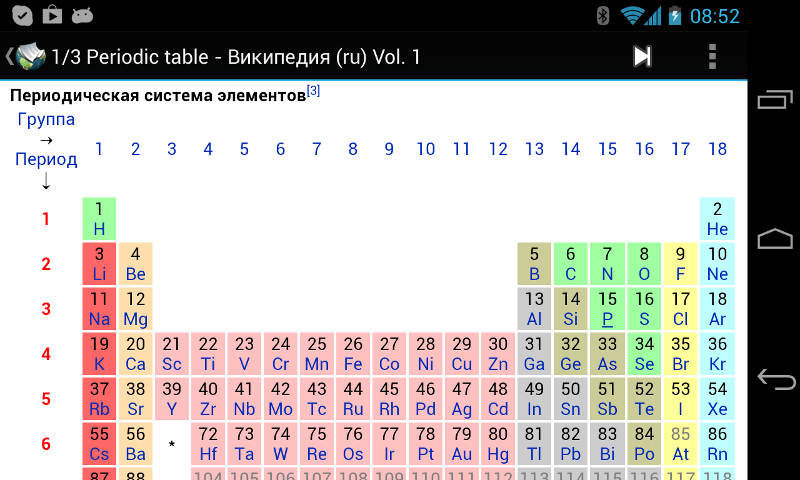 08:52
1/3 Periodic table - Википедия (ru) Vol. 1
Периодическая система элементов[3]
Группа
→
Период 1 2 3 4 5 6 7 8 9 10 11 12 13 14 15 16 17 18
↓
1 2
1 H He
3 4 5 6 7 8 9 10
2 Li Be B C N O F Ne
11 12 13 14 15 16 17 18
3 Na Mg Al Si P S Cl Ar
19 20 21 22 23 24 25 26 27 28 29 30 31 32 33 34 35 36
4 K Ca Sc Ti V Cr Mn Fe Co Ni Cu Zn Ga Ge As Se Br Kr
37 38 39 40 41 42 43 44 45 46 47 48 49 50 51 52 53 54
5 Rb Sr Y Zr Nb Mo Tc Ru Rh Pd Ag Cd In Sn Sb Te I Xe
55 56 72 73 74 75 76 77 78 79 80 81 82 83 84 85 86
6 Cs Ba * Hf Ta W Re Os Ir Pt Au Hg Tl Pb Bi Po At Rn
87 88 104 105 106 107 108 109 110 111 112 113 114 115 116 117 118